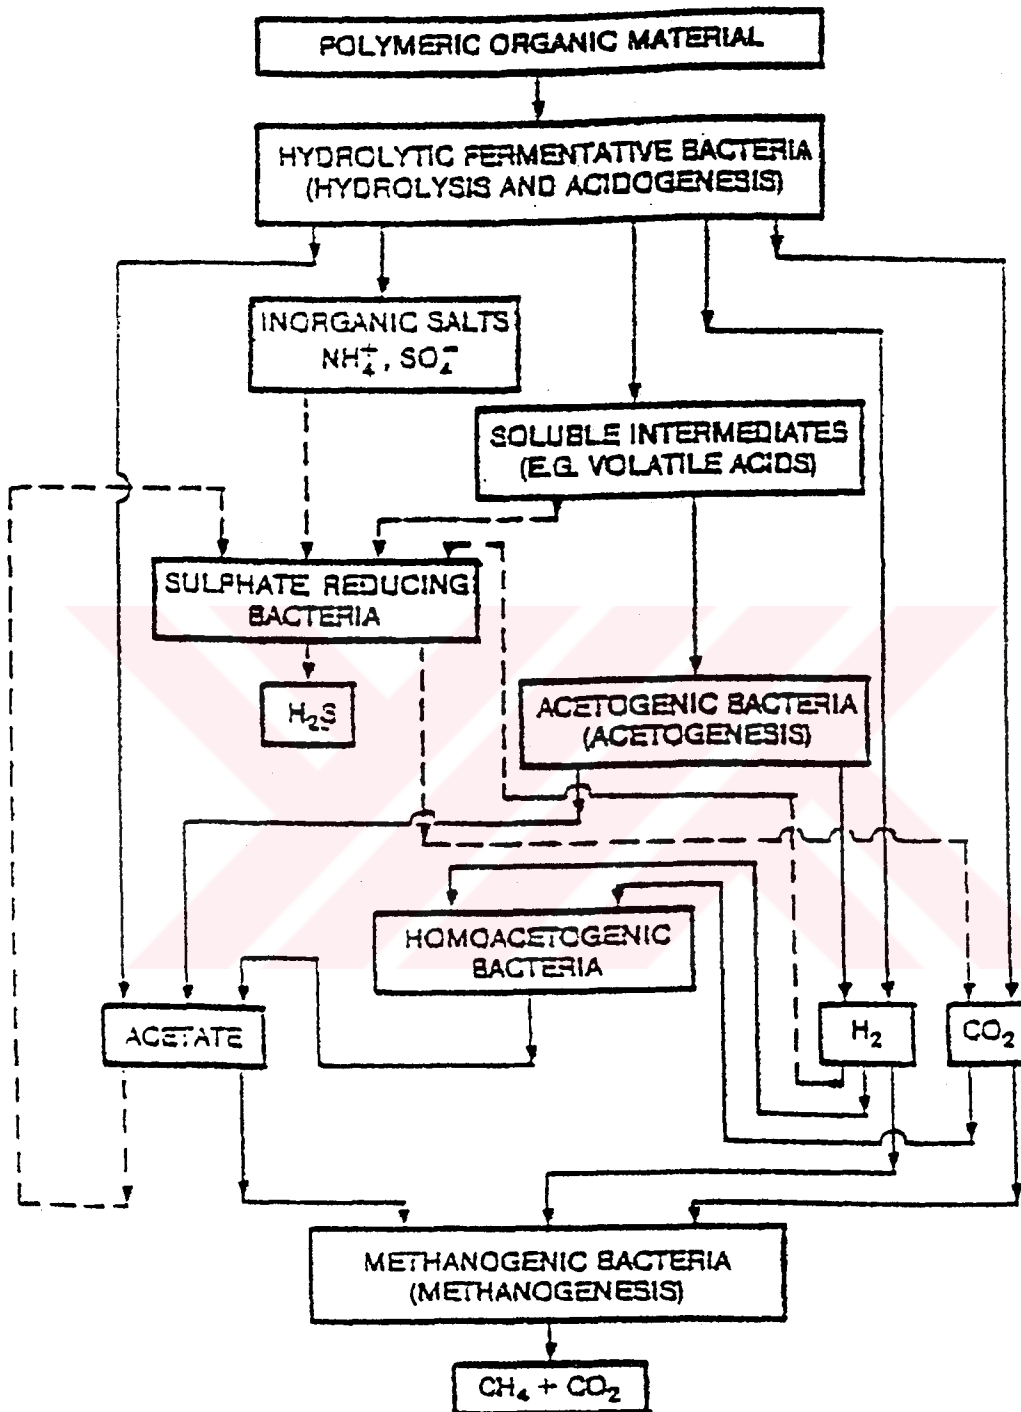 POLYMERIC ORGANIC MATERIAL
HYDROLYTIC FERMENTATIVE BACTERIA
(HYDROLYSIS AND ACIDOGENESIS)
INORGANIC SALTS
NH₄⁺, SO₄⁻
SOLUBLE INTERMEDIATES
(E.G. VOLATILE ACIDS)
SULPHATE REDUCING
BACTERIA
H₂S
ACETOGENIC BACTERIA
(ACETOGENESIS)
HOMOACETOGENIC
BACTERIA
ACETATE
H₂
CO₂
METHANOGENIC BACTERIA
(METHANOGENESIS)
CH₄ + CO₂